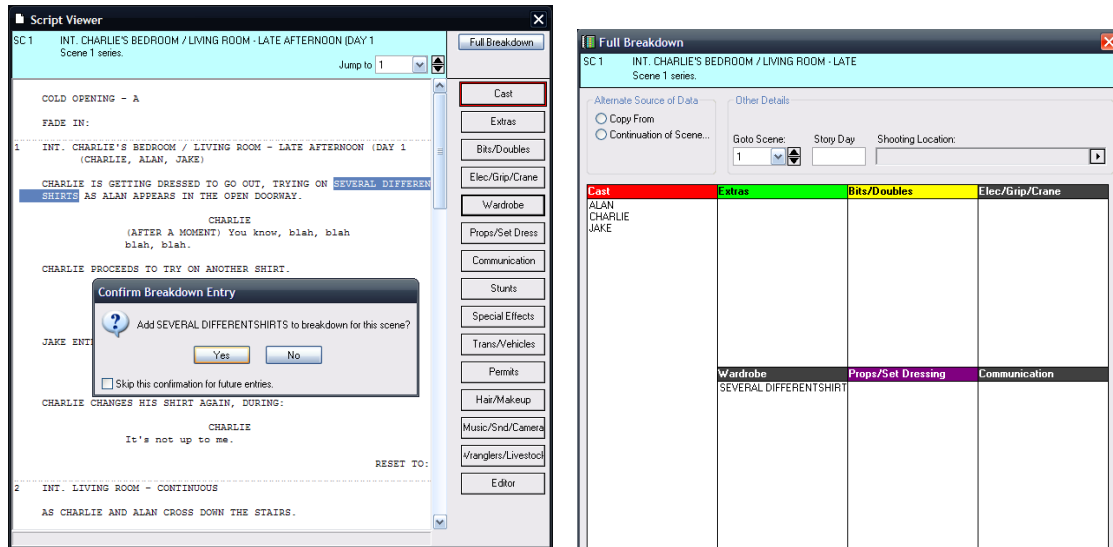 Script Viewer
SC 1 INT. CHARLIE'S BEDROOM / LIVING ROOM - LATE AFTERNOON (DAY 1
Scene 1 series.
Jump to 1
Full Breakdown
COLD OPENING - A
FADE IN:
1 INT. CHARLIE'S BEDROOM / LIVING ROOM - LATE AFTERNOON (DAY 1
(CHARLIE, ALAN, JAKE)
CHARLIE IS GETTING DRESSED TO GO OUT, TRYING ON SEVERAL DIFFEREN
SHIRTS AS ALAN APPEARS IN THE OPEN DOORWAY.
CHARLIE
(AFTER A MOMENT) You know, blah, blah
blah, blah.
CHARLIE PROCEEDS TO TRY ON ANOTHER SHIRT.
Confirm Breakdown Entry
Add SEVERAL DIFFERENTSHIRTS to breakdown for this scene?
Yes No
Skip this confirmation for future entries.
JAKE ENT
CHARLIE CHANGES HIS SHIRT AGAIN, DURING:
CHARLIE
It's not up to me.
RESET TO:
2 INT. LIVING ROOM - CONTINUOUS
AS CHARLIE AND ALAN CROSS DOWN THE STAIRS.
Cast
Extras
Bits/Doubles
Elec/Grip/Crane
Wardrobe
Props/Set Dress
Communication
Stunts
Special Effects
Trans/Vehicles
Permits
Hair/Makeup
Music/Snd/Camera
Wranglers/Livestock
Editor
Full Breakdown
SC 1 INT. CHARLIE'S BEDROOM / LIVING ROOM - LATE
Scene 1 series.
Alternate Source of Data
Copy From
Continuation of Scene...
Other Details
Goto Scene: Story Day Shooting Location:
1
Cast Extras Bits/Doubles Elec/Grip/Crane
ALAN
CHARLIE
JAKE
Wardrobe Props/Set Dressing Communication
SEVERAL DIFFERENTSHIRT